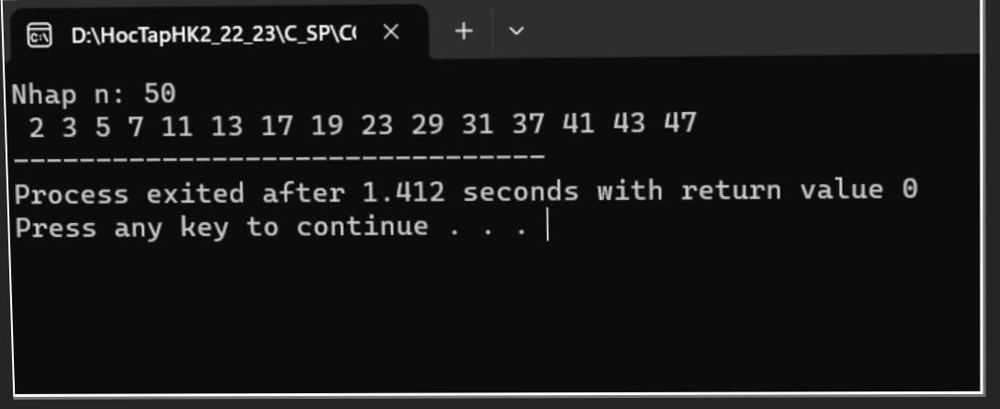 D:\HocTapHK2_22_23\C_SP\C
Nhap n: 50
2 3 5 7 11 13 17 19 23 29 31 37 41 43 47
--------------------------------
Process exited after 1.412 seconds with return value 0
Press any key to continue . . .